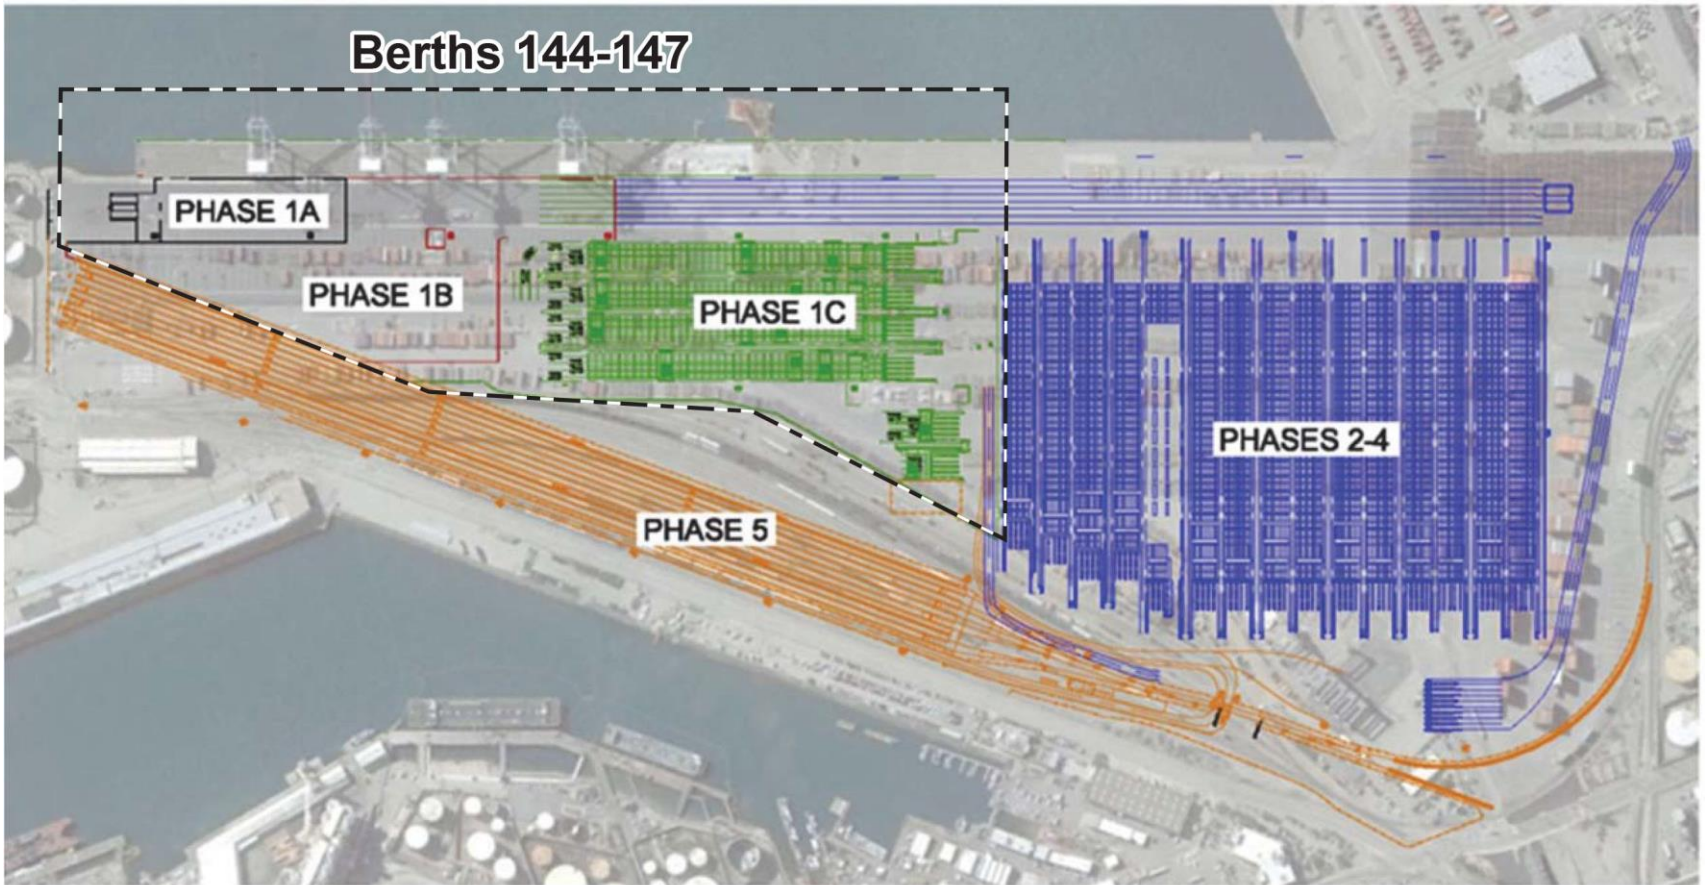 Berths 144-147
PHASE 1A
PHASE 1B
PHASE 1C
PHASES 2-4
PHASE 5